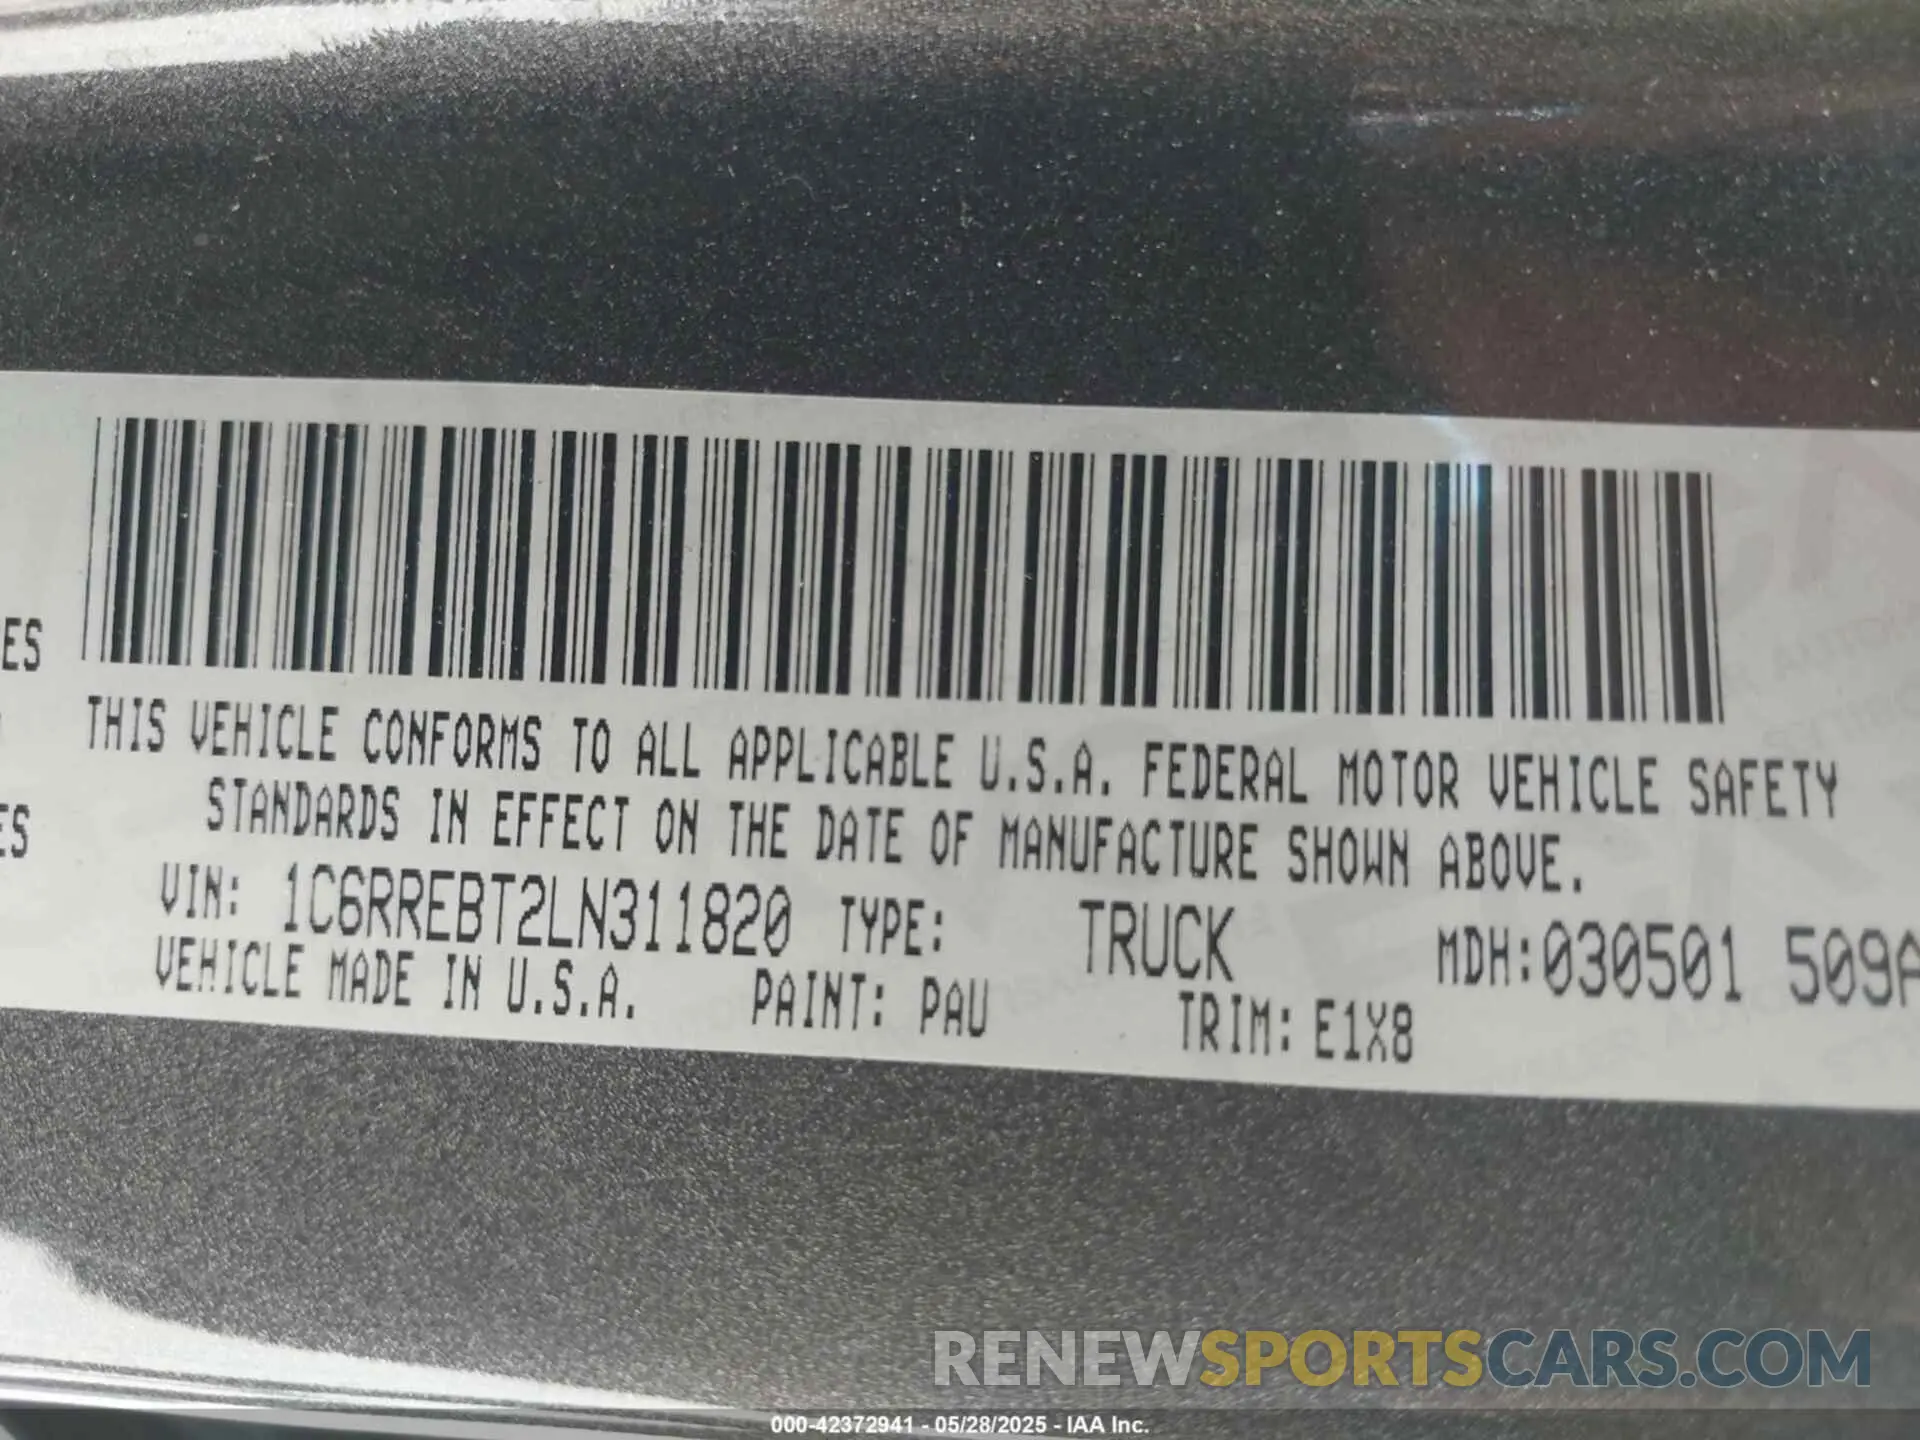 ES
ES
THIS VEHICLE CONFORMS TO ALL APPLICABLE U.S.A. FEDERAL MOTOR VEHICLE SAFETY
STANDARDS IN EFFECT ON THE DATE OF MANUFACTURE SHOWN ABOVE.
VIN: 1C6RREBT2LN311820 TYPE: TRUCK MDH:030501 509A
VEHICLE MADE IN U.S.A. PAINT: PAU TRIM: E1X8
RENEWSPORTSCARS.COM
000-42372941 - 05/28/2025 - IAA Inc.